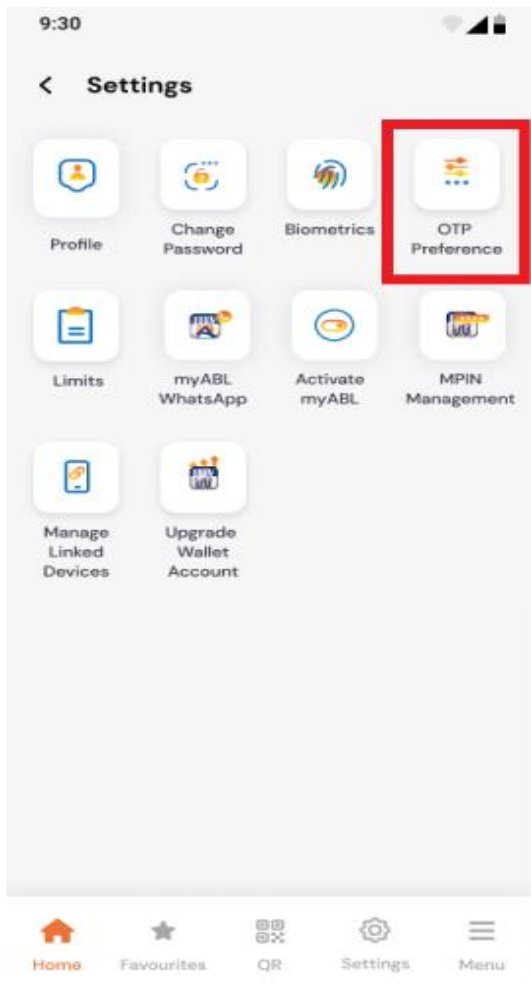 9:30
Settings
Profile
Change
Password
Biometrics
OTP
Preference
Limits
myABL
WhatsApp
Activate
myABL
MPIN
Management
Manage
Linked
Devices
Upgrade
Wallet
Account
Home
Favourites
QR
Settings
Menu